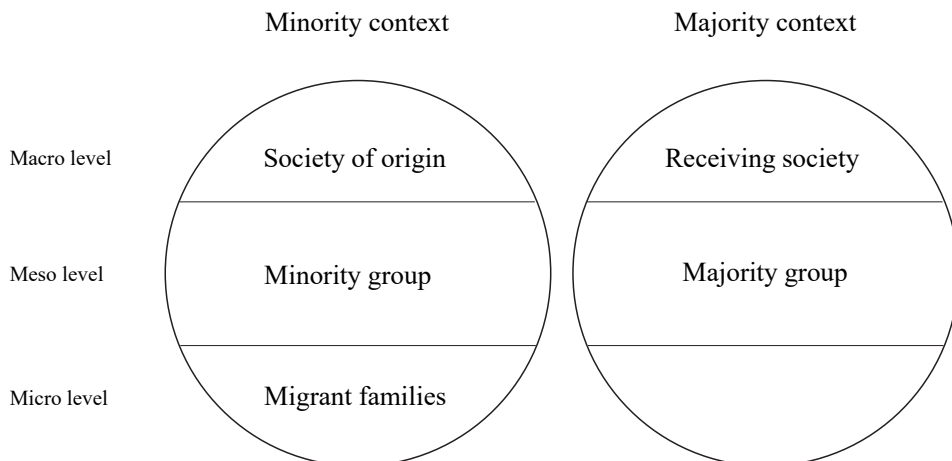 Minority context
Majority context
Macro level
Society of origin
Receiving society
Meso level
Minority group
Majority group
Micro level
Migrant families